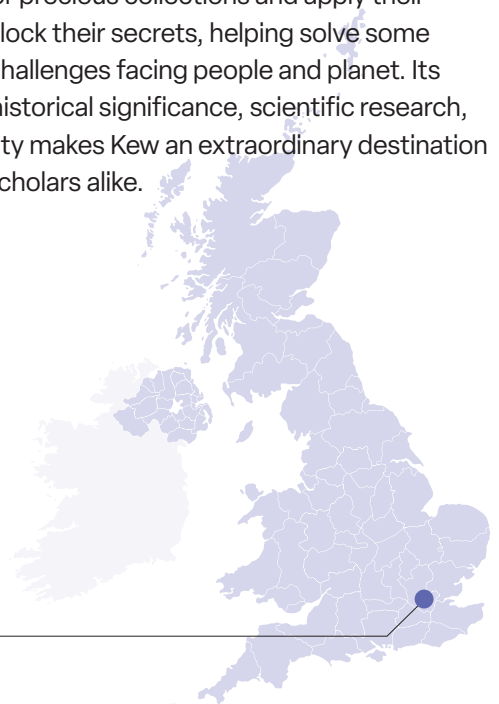 precious collections and apply their
lock their secrets, helping solve some
hallenges facing people and planet. Its
historical significance, scientific research,
ty makes Kew an extraordinary destination
cholars alike.